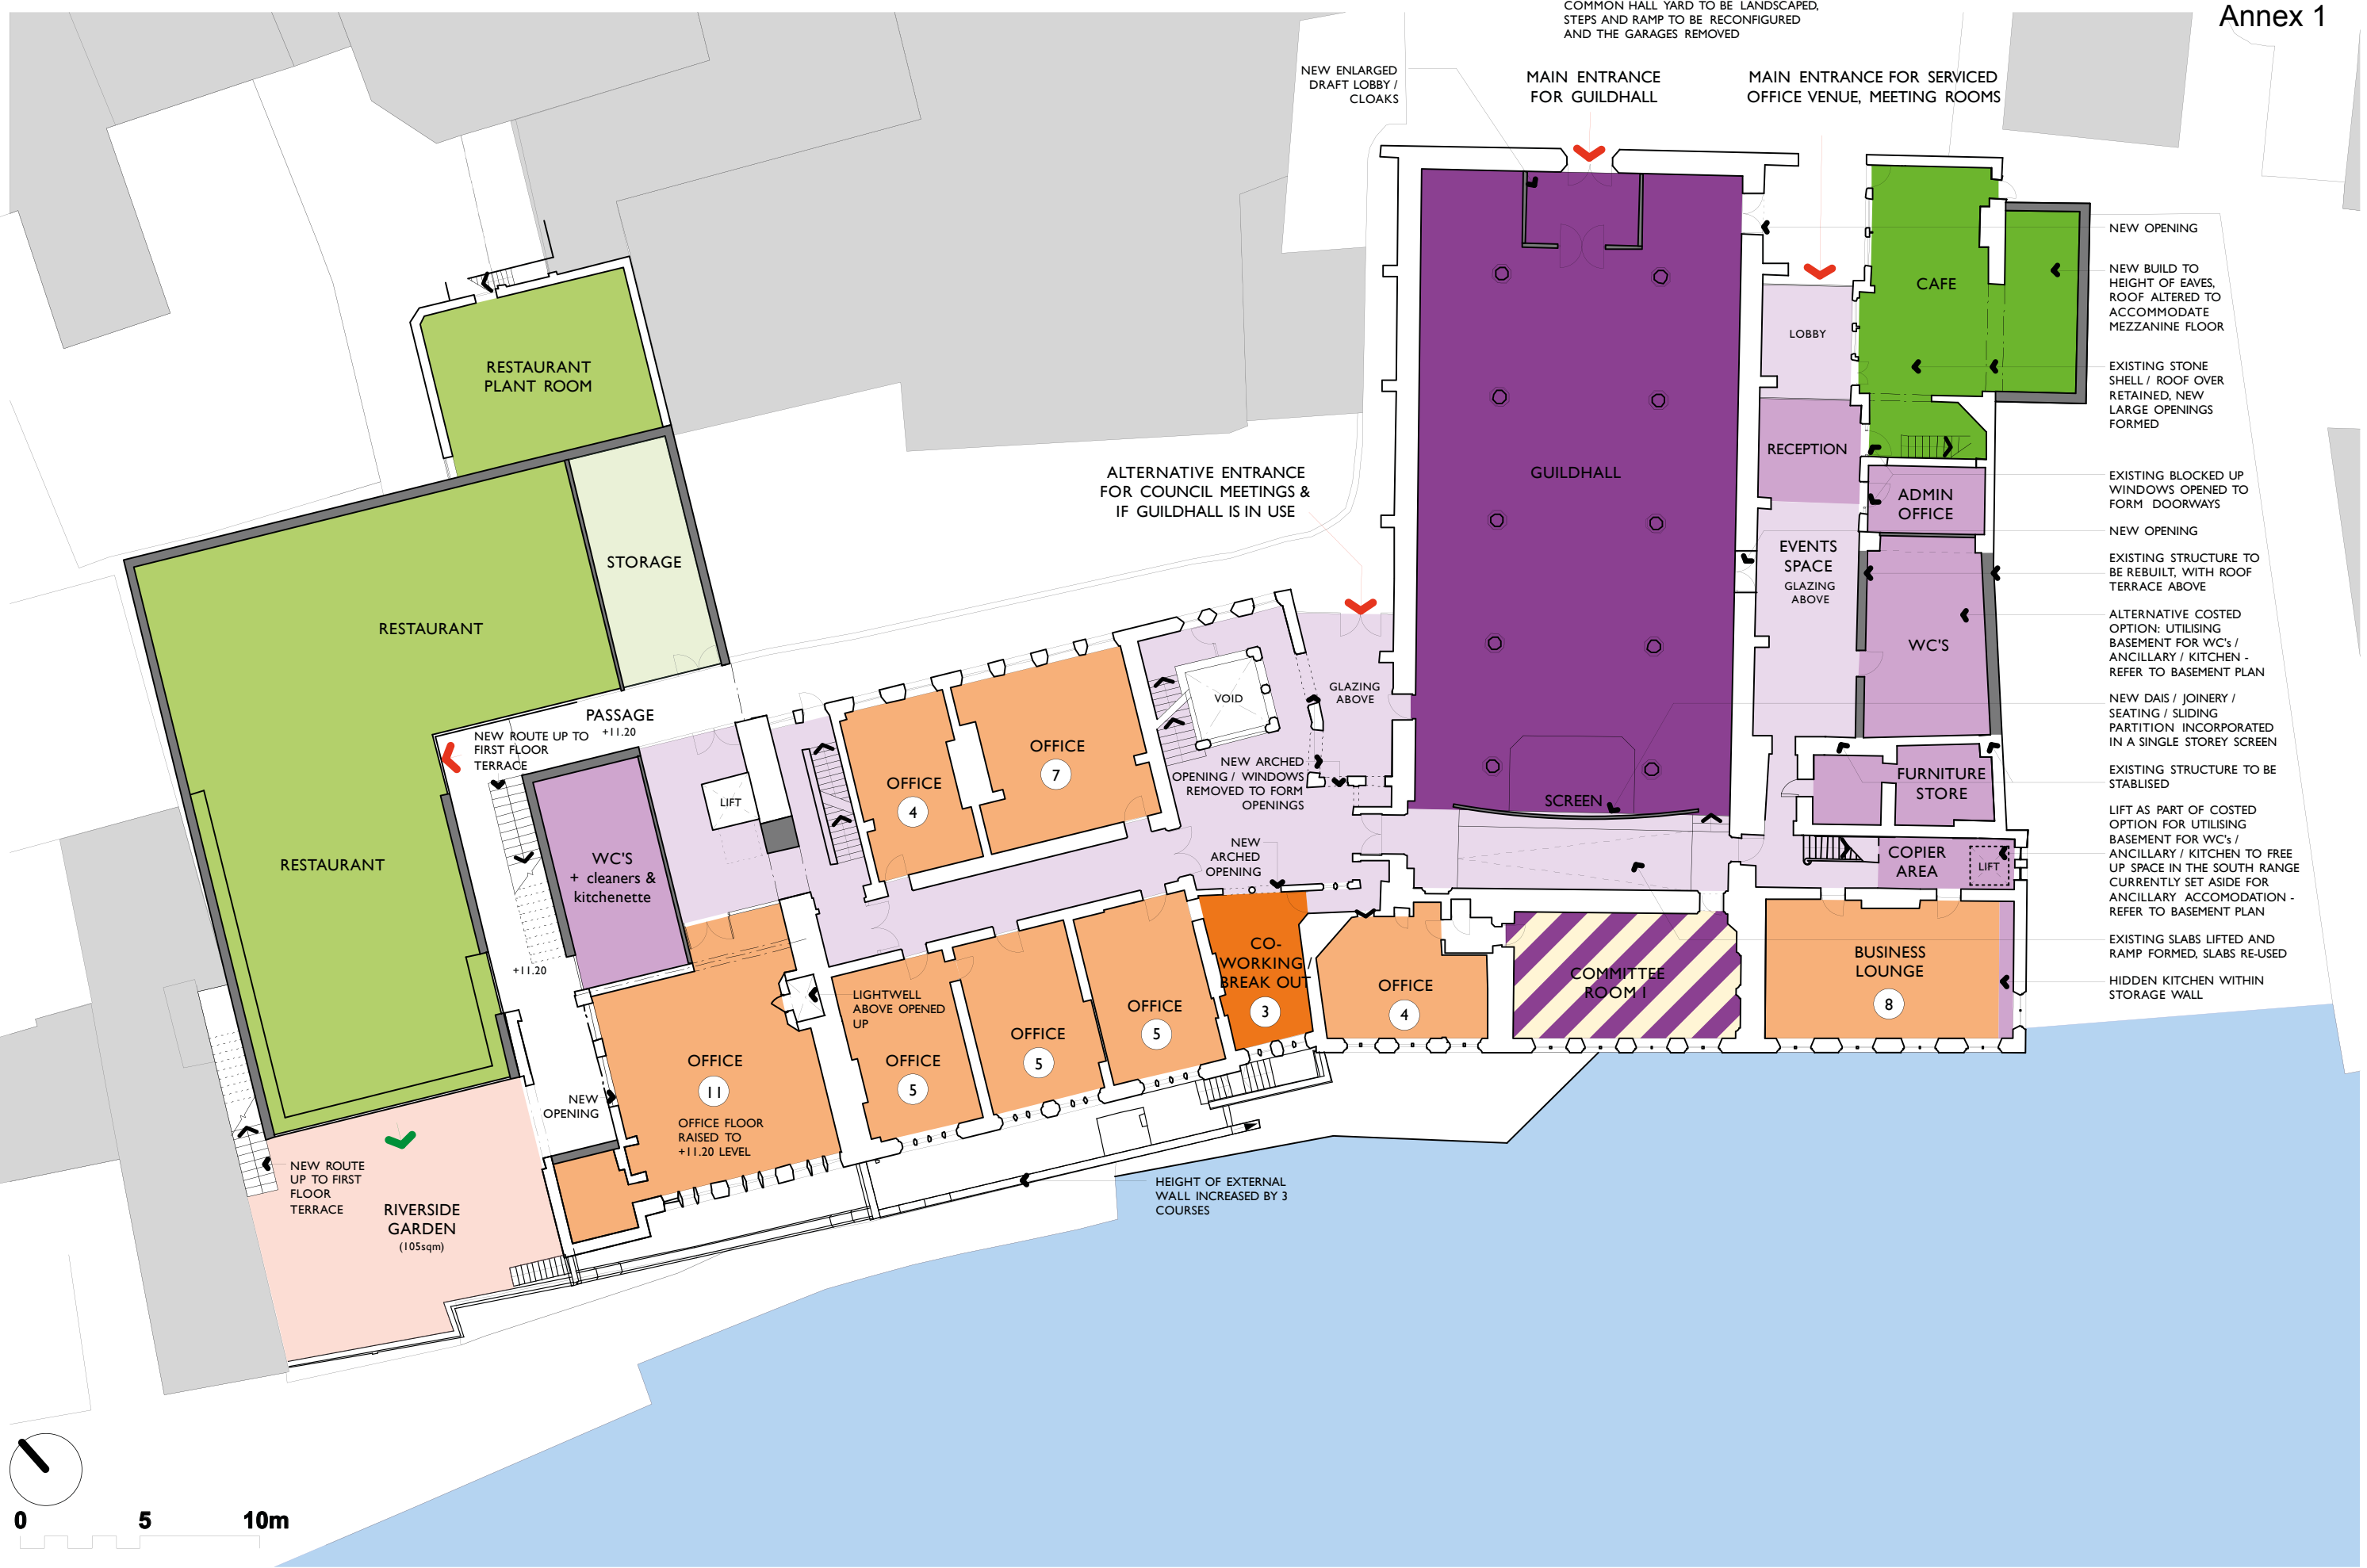 Annex 1
COMMON HALL YARD TO BE LANDSCAPED,
STEPS AND RAMP TO BE RECONFIGURED
AND THE GARAGES REMOVED
NEW ENLARGED
DRAFT LOBBY /
CLOAKS
MAIN ENTRANCE
FOR GUILDHALL
MAIN ENTRANCE FOR SERVICED
OFFICE VENUE, MEETING ROOMS
NEW OPENING
NEW BUILD TO
HEIGHT OF EAVES,
ROOF ALTERED TO
ACCOMMODATE
MEZZANINE FLOOR
EXISTING STONE
SHELL / ROOF OVER
RETAINED, NEW
LARGE OPENINGS
FORMED
EXISTING BLOCKED UP
WINDOWS OPENED TO
FORM DOORWAYS
NEW OPENING
EXISTING STRUCTURE TO
BE REBUILT, WITH ROOF
TERRACE ABOVE
ALTERNATIVE COSTED
OPTION: UTILISING
BASEMENT FOR WC's /
ANCILLARY / KITCHEN -
REFER TO BASEMENT PLAN
NEW DAIS / JOINERY /
SEATING / SLIDING
PARTITION INCORPORATED
IN A SINGLE STOREY SCREEN
EXISTING STRUCTURE TO BE
STABLISED
LIFT AS PART OF COSTED
OPTION FOR UTILISING
BASEMENT FOR WC's /
ANCILLARY / KITCHEN TO FREE
UP SPACE IN THE SOUTH RANGE
CURRENTLY SET ASIDE FOR
ANCILLARY ACCOMODATION -
REFER TO BASEMENT PLAN
EXISTING SLABS LIFTED AND
RAMP FORMED, SLABS RE-USED
HIDDEN KITCHEN WITHIN
STORAGE WALL
CAFE
LOBBY
RECEPTION
ADMIN
OFFICE
EVENTS
SPACE
GLAZING
ABOVE
WC'S
FURNITURE
STORE
COPIER
AREA
LIFT
BUSINESS
LOUNGE
8
GUILDHALL
SCREEN
COMMITTEE
ROOM 1
OFFICE
4
CO-
WORKING /
BREAK OUT
3
ALTERNATIVE ENTRANCE
FOR COUNCIL MEETINGS &
IF GUILDHALL IS IN USE
GLAZING
ABOVE
VOID
NEW ARCHED
OPENING / WINDOWS
REMOVED TO FORM
OPENINGS
NEW
ARCHED
OPENING
OFFICE
7
OFFICE
4
OFFICE
5
OFFICE
5
OFFICE
5
LIGHTWELL
ABOVE OPENED
UP
OFFICE
11
OFFICE FLOOR
RAISED TO
+11.20 LEVEL
HEIGHT OF EXTERNAL
WALL INCREASED BY 3
COURSES
RESTAURANT
PLANT ROOM
STORAGE
RESTAURANT
RESTAURANT
PASSAGE
+11.20
NEW ROUTE UP TO
FIRST FLOOR
TERRACE
LIFT
WC'S
+ cleaners &
kitchenette
+11.20
NEW
OPENING
NEW ROUTE
UP TO FIRST
FLOOR
TERRACE
RIVERSIDE
GARDEN
(105sqm)
0 5 10m